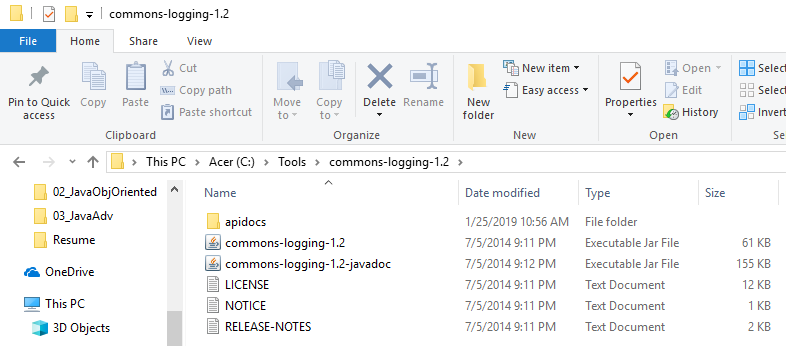 commons-logging-1.2
File Home Share View
Pin to Quick access
Copy
Paste
Cut
Copy path
Paste shortcut
Clipboard
Move to
Copy to
Delete
Rename
Organize
New folder
New item
Easy access
New
Properties
Open
Edit
History
Open
Select
Select
Invert
Se
This PC > Acer (C:) > Tools > commons-logging-1.2 >
Name Date modified Type Size
02_JavaObjOriented
03_JavaAdv
Resume
OneDrive
This PC
3D Objects
apidocs 1/25/2019 10:56 AM File folder
commons-logging-1.2 7/5/2014 9:11 PM Executable Jar File 61 KB
commons-logging-1.2-javadoc 7/5/2014 9:12 PM Executable Jar File 155 KB
LICENSE 7/5/2014 9:11 PM Text Document 12 KB
NOTICE 7/5/2014 9:11 PM Text Document 1 KB
RELEASE-NOTES 7/5/2014 9:11 PM Text Document 2 KB